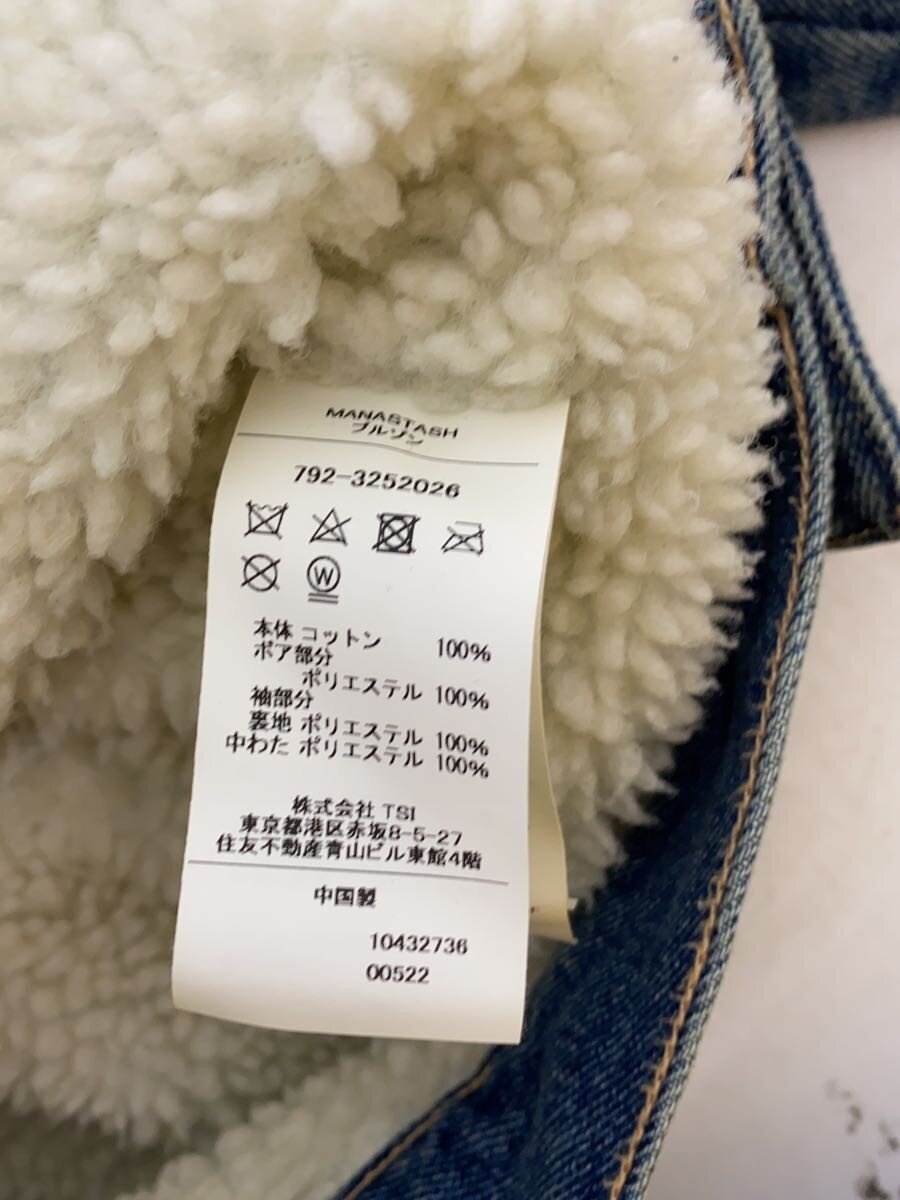 MANASTASH
ブルゾン
792-3252026
W
本体 コットン 100%
ボア部分
ポリエステル 100%
袖部分
裏地 ポリエステル 100%
中わた ポリエステル 100%
株式会社 TSI
東京都港区赤坂8-5-27
住友不動産青山ビル東館4階
中国製
10432736
00522